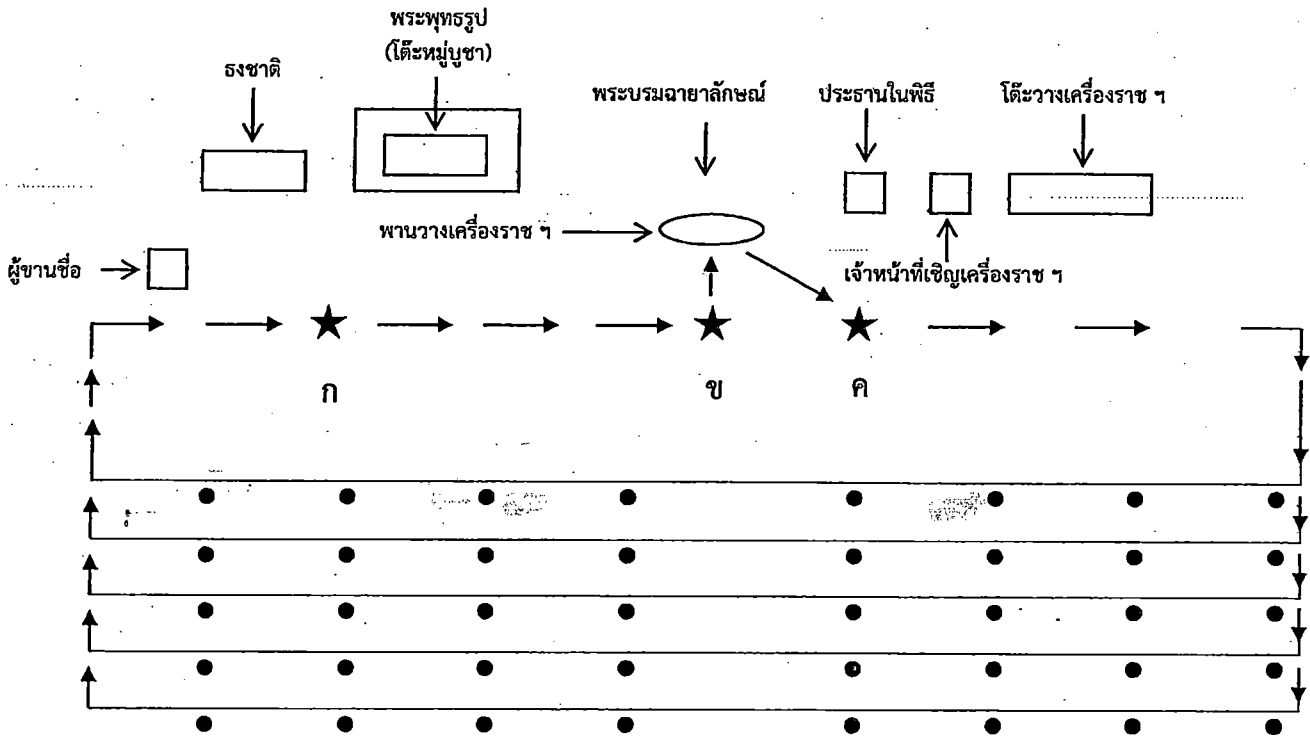 พระพุทธรูป
(โต๊ะหมู่บูชา)
ธงชาติ
พระบรมฉายาลักษณ์
ประธานในพิธี
โต๊ะวางเครื่องราช ฯ
พานวางเครื่องราช ฯ
ผู้ขานชื่อ
เจ้าหน้าที่เชิญเครื่องราช ฯ
ก
ข
ค